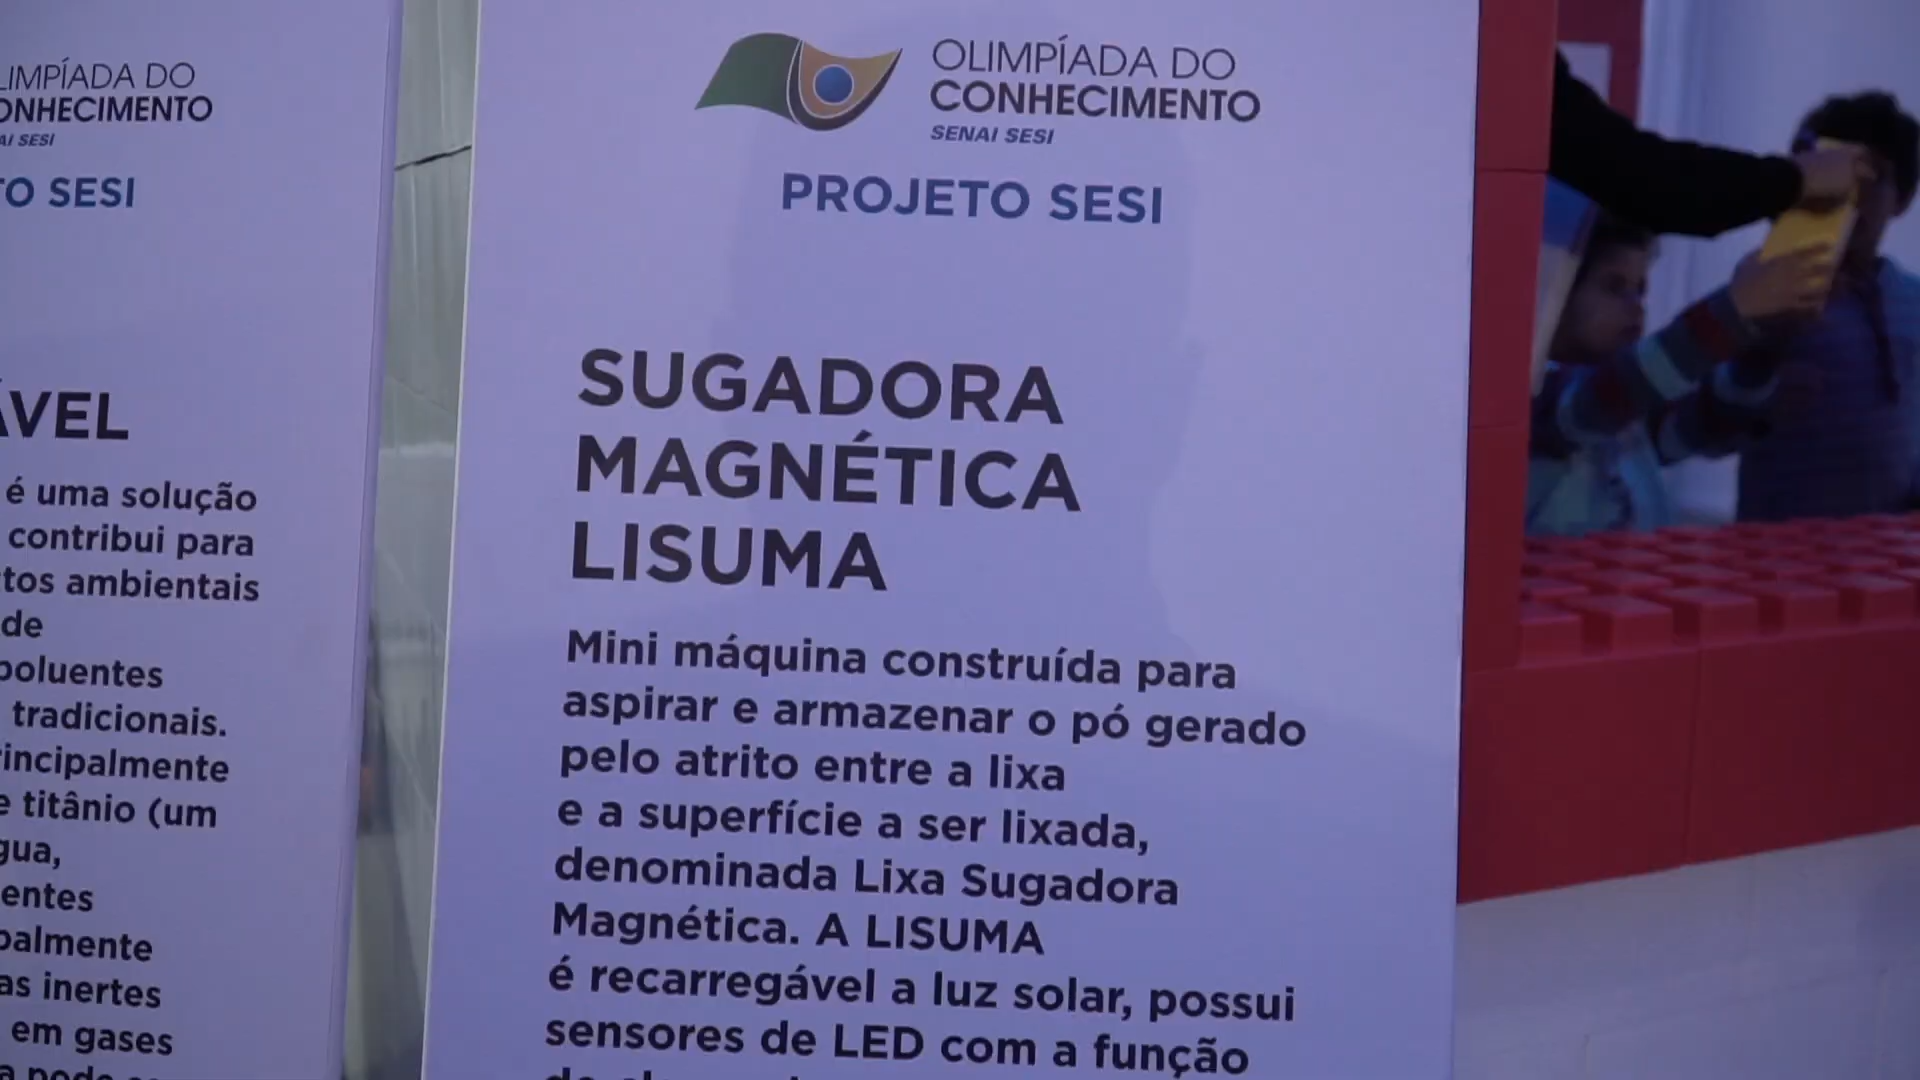 LIMPÍADA DO
ONHECIMENTO
AI SESI
TO SESI
ÁVEL
é uma solução
contribui para
tos ambientais
de
poluentes
tradicionais.
rincipalmente
e titânio (um
gua,
entes
palmente
as inertes
em gases
OLIMPÍADA DO
CONHECIMENTO
SENAI SESI
PROJETO SESI
SUGADORA
MAGNÉTICA
LISUMA
Mini máquina construída para
aspirar e armazenar o pó gerado
pelo atrito entre a lixa
e a superfície a ser lixada,
denominada Lixa Sugadora
Magnética. A LISUMA
é recarregável a luz solar, possui
sensores de LED com a função